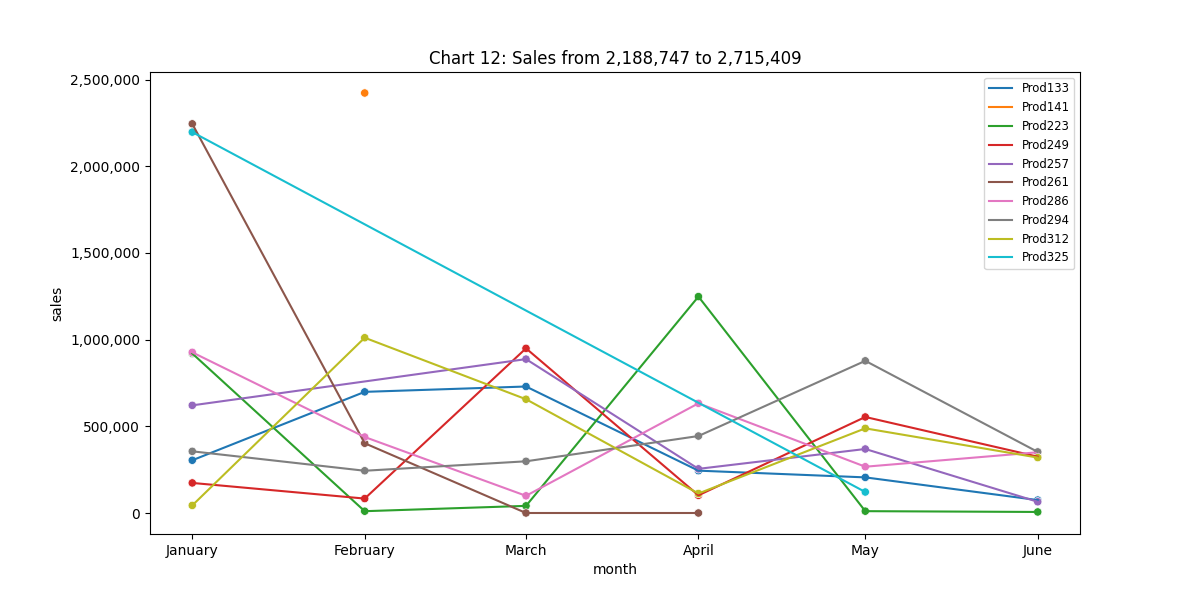 Chart 12: Sales from 2,188,747 to 2,715,409
2,500,000
2,000,000
1,500,000
1,000,000
500,000
0
sales
January February March April May June
month
Prod133
Prod141
Prod223
Prod249
Prod257
Prod261
Prod286
Prod294
Prod312
Prod325